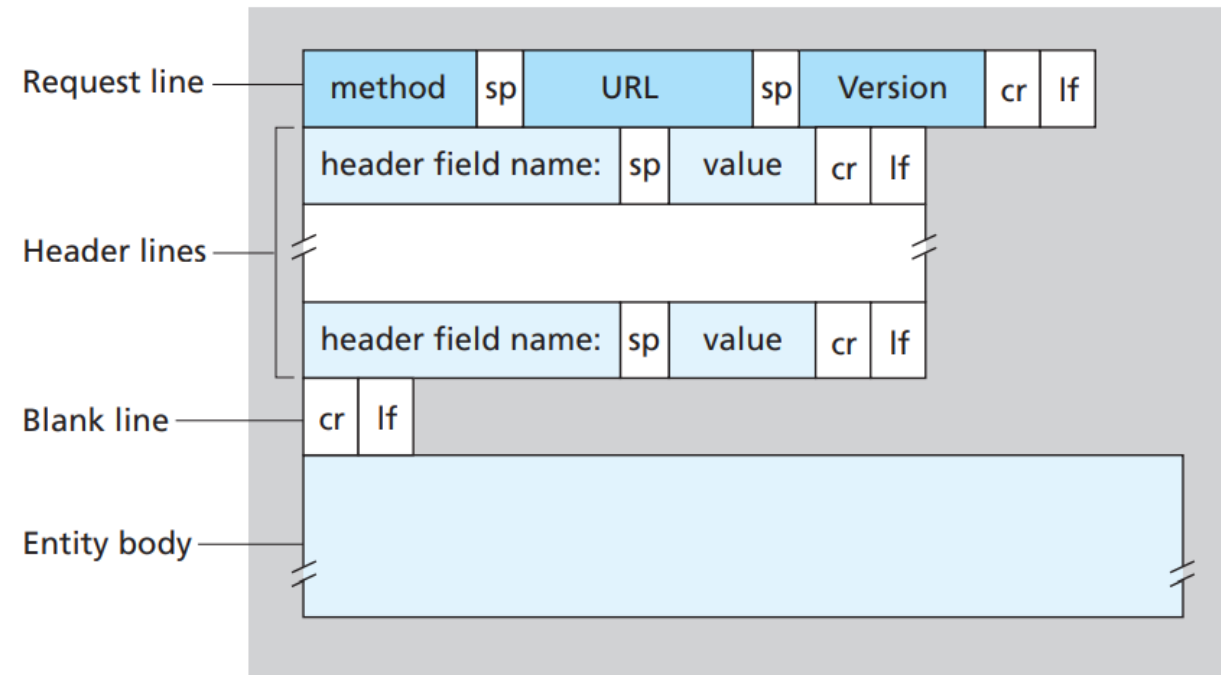 Request line method sp URL sp Version cr lf
header field name: sp value cr lf
Header lines
header field name: sp value cr lf
Blank line cr lf
Entity body